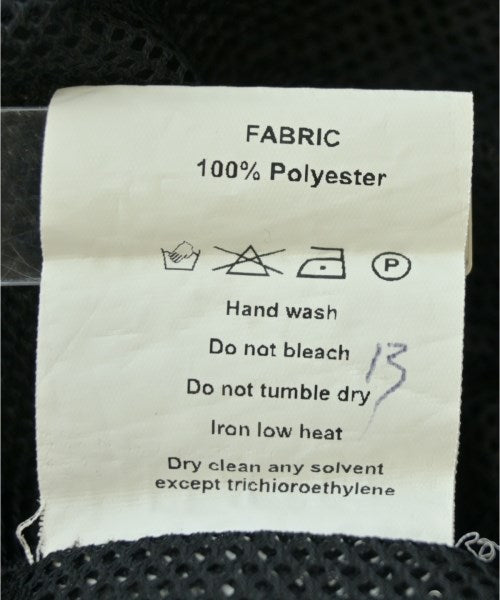 FABRIC
100% Polyester
P
Hand wash
Do not bleach
13
Do not tumble dry
Iron low heat
Dry clean any solvent
except trichioroethylene